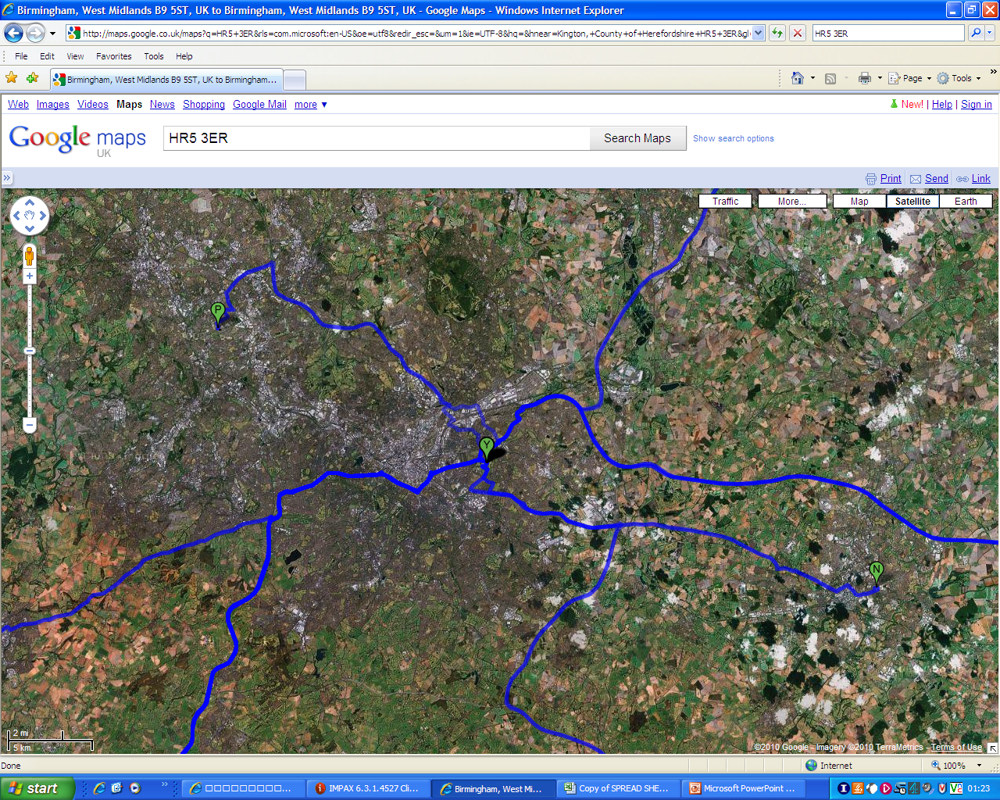 Birmingham, West Midlands B9 5ST, UK to Birmingham, West Midlands B9 5ST, UK - Google Maps - Windows Internet Explorer
http://maps.google.co.uk/maps?q=HR5+3ER&rls=com.microsoft:en-US&oe=utf8&redir_esc=&um=1&ie=UTF-8&hq=&hnear=Kington,+County+of+Herefordshire+HR5+3ER&gl
HR5 3ER
File Edit View Favorites Tools Help
Birmingham, West Midlands B9 5ST, UK to Birmingham...
Page Tools
Web Images Videos Maps News Shopping Google Mail more ▼
New! | Help | Sign in
Google maps
UK
HR5 3ER
Search Maps
Show search options
Print Send Link
Traffic More... Map Satellite Earth
P
Y
N
2 mi
5 km
©2010 Google - Imagery ©2010 TerraMetrics - Terms of Use
Done
Internet
100%
start
□□□□□□□□□...
IMPAX 6.3.1.4527 Cli...
Birmingham, West Mi...
Copy of SPREAD SHE...
Microsoft PowerPoint ...
01:23